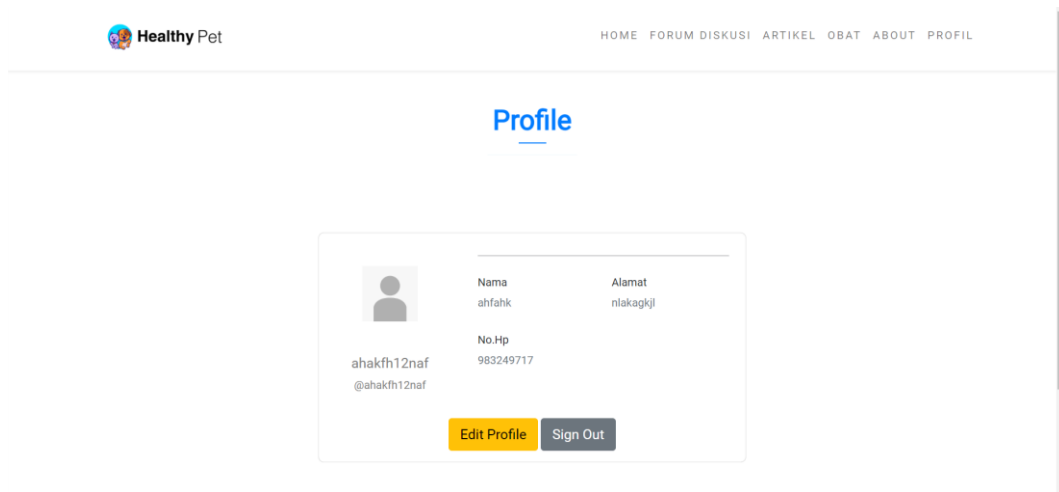 Healthy Pet
HOME FORUM DISKUSI ARTIKEL OBAT ABOUT PROFIL
Profile
ahakfh12naf
@ahakfh12naf
Nama
ahfahk
Alamat
nlakagkjl
No.Hp
983249717
Edit Profile
Sign Out